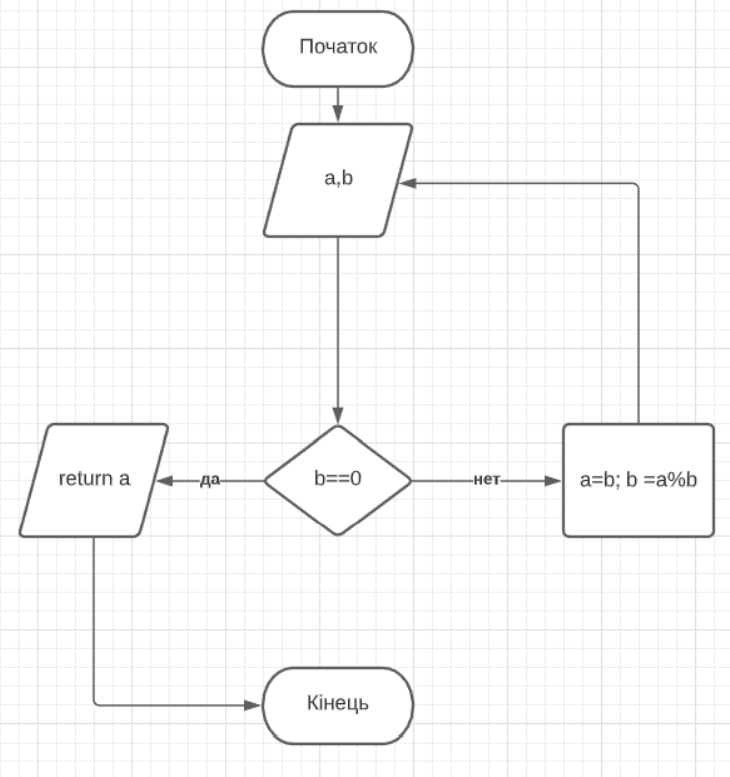 Початок
a,b
b==0
да
нет
return a
a=b; b =a%b
Кінець